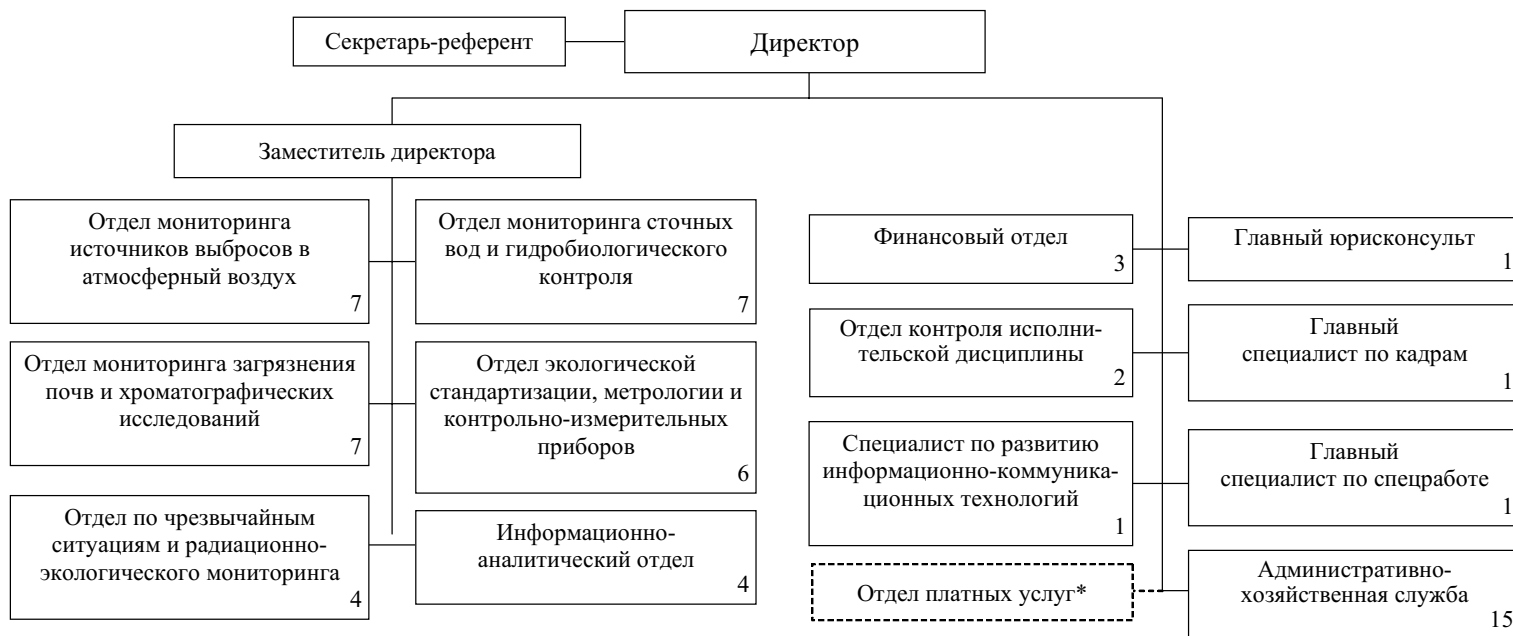 Секретарь-референт
Директор
Заместитель директора
Отдел мониторинга
источников выбросов в
атмосферный воздух
7
Отдел мониторинга сточных
вод и гидробиологического
контроля
7
Отдел мониторинга загрязнения
почв и хроматографических
исследований
7
Отдел экологической
стандартизации, метрологии и
контрольно-измерительных
приборов
6
Отдел по чрезвычайным
ситуациям и радиационно-
экологического мониторинга
4
Информационно-
аналитический отдел
4
Финансовый отдел
3
Главный юрисконсульт
1
Отдел контроля исполни-
тельской дисциплины
2
Главный
специалист по кадрам
1
Специалист по развитию
информационно-коммуника-
ционных технологий
1
Главный
специалист по спецработе
1
Отдел платных услуг*
Административно-
хозяйственная служба
15